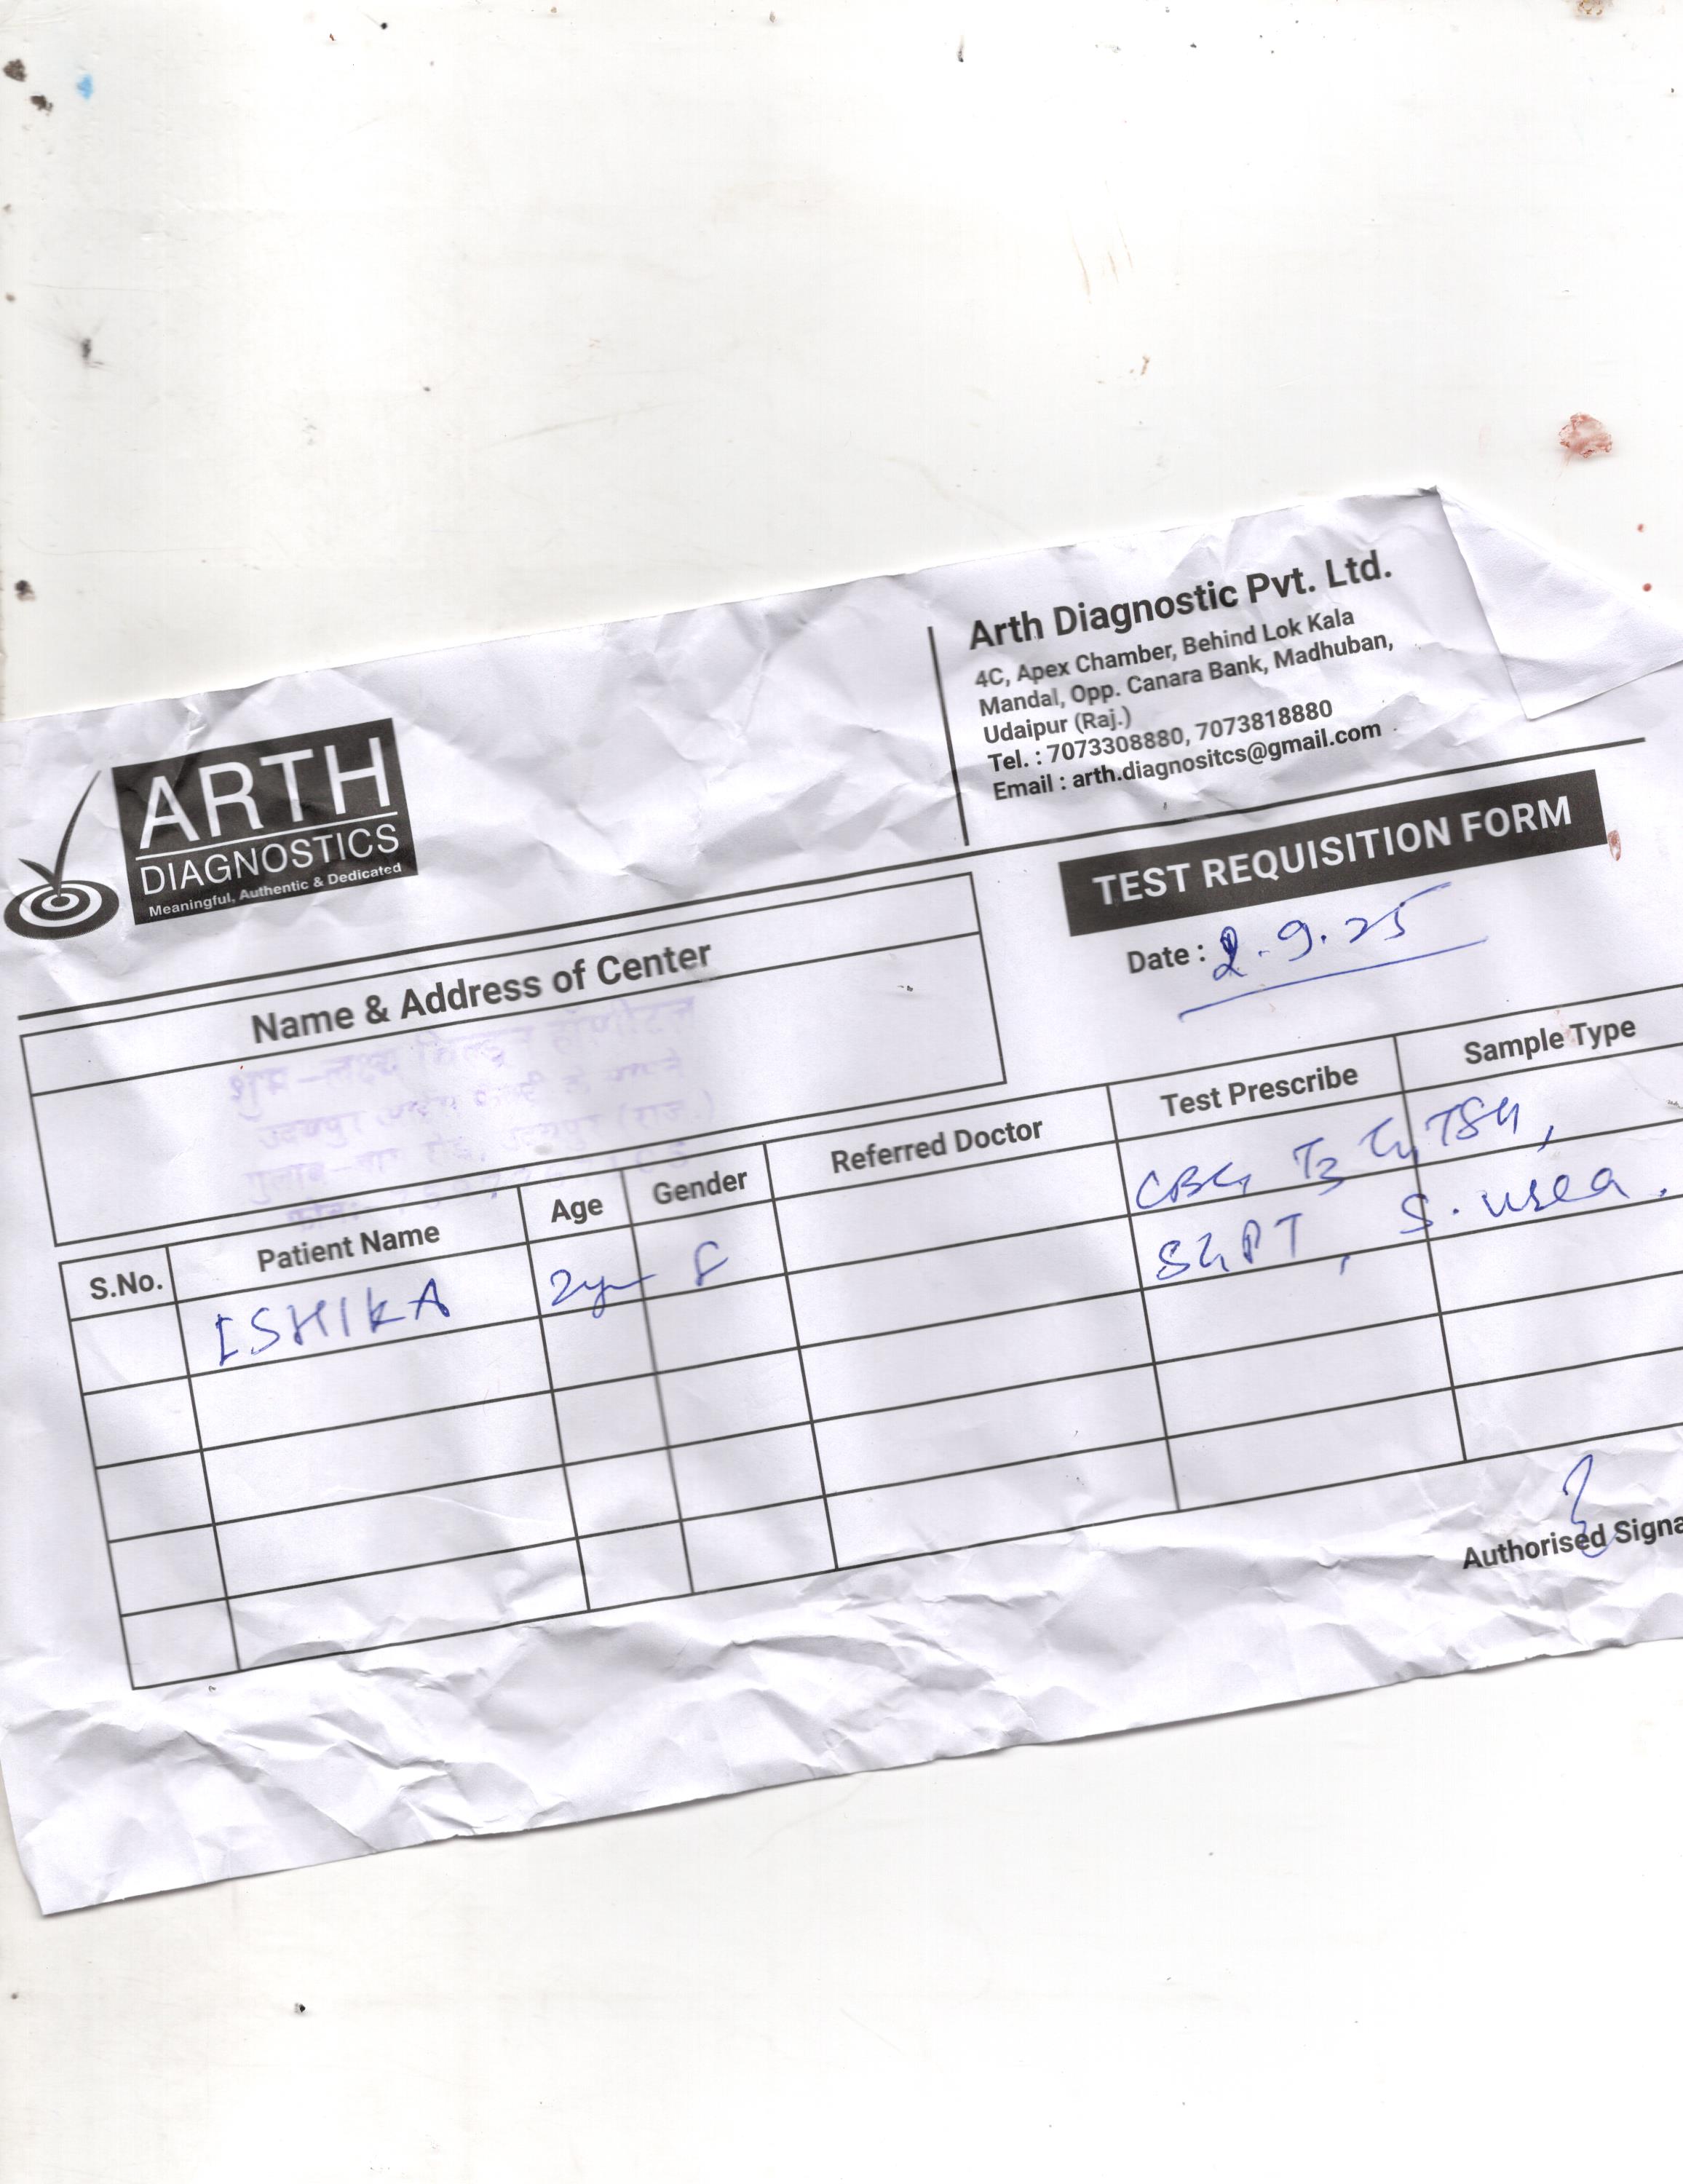 ARTH
DIAGNOSTICS
Meaningful, Authentic & Dedicated
Arth Diagnostic Pvt. Ltd.
4C, Apex Chamber, Behind Lok Kala
Mandal, Opp. Canara Bank, Madhuban,
Udaipur (Raj.)
Tel. : 7073308880, 7073818880
Email : arth.diagnositcs@gmail.com
TEST REQUISITION FORM
Date : 2.9.25
Name & Address of Center
S.No. Patient Name Age Gender Referred Doctor Test Prescribe Sample Type
ISHIKA 2yr F T3 T4 TSH,
SGPT, S. urea.
Authorised Signa